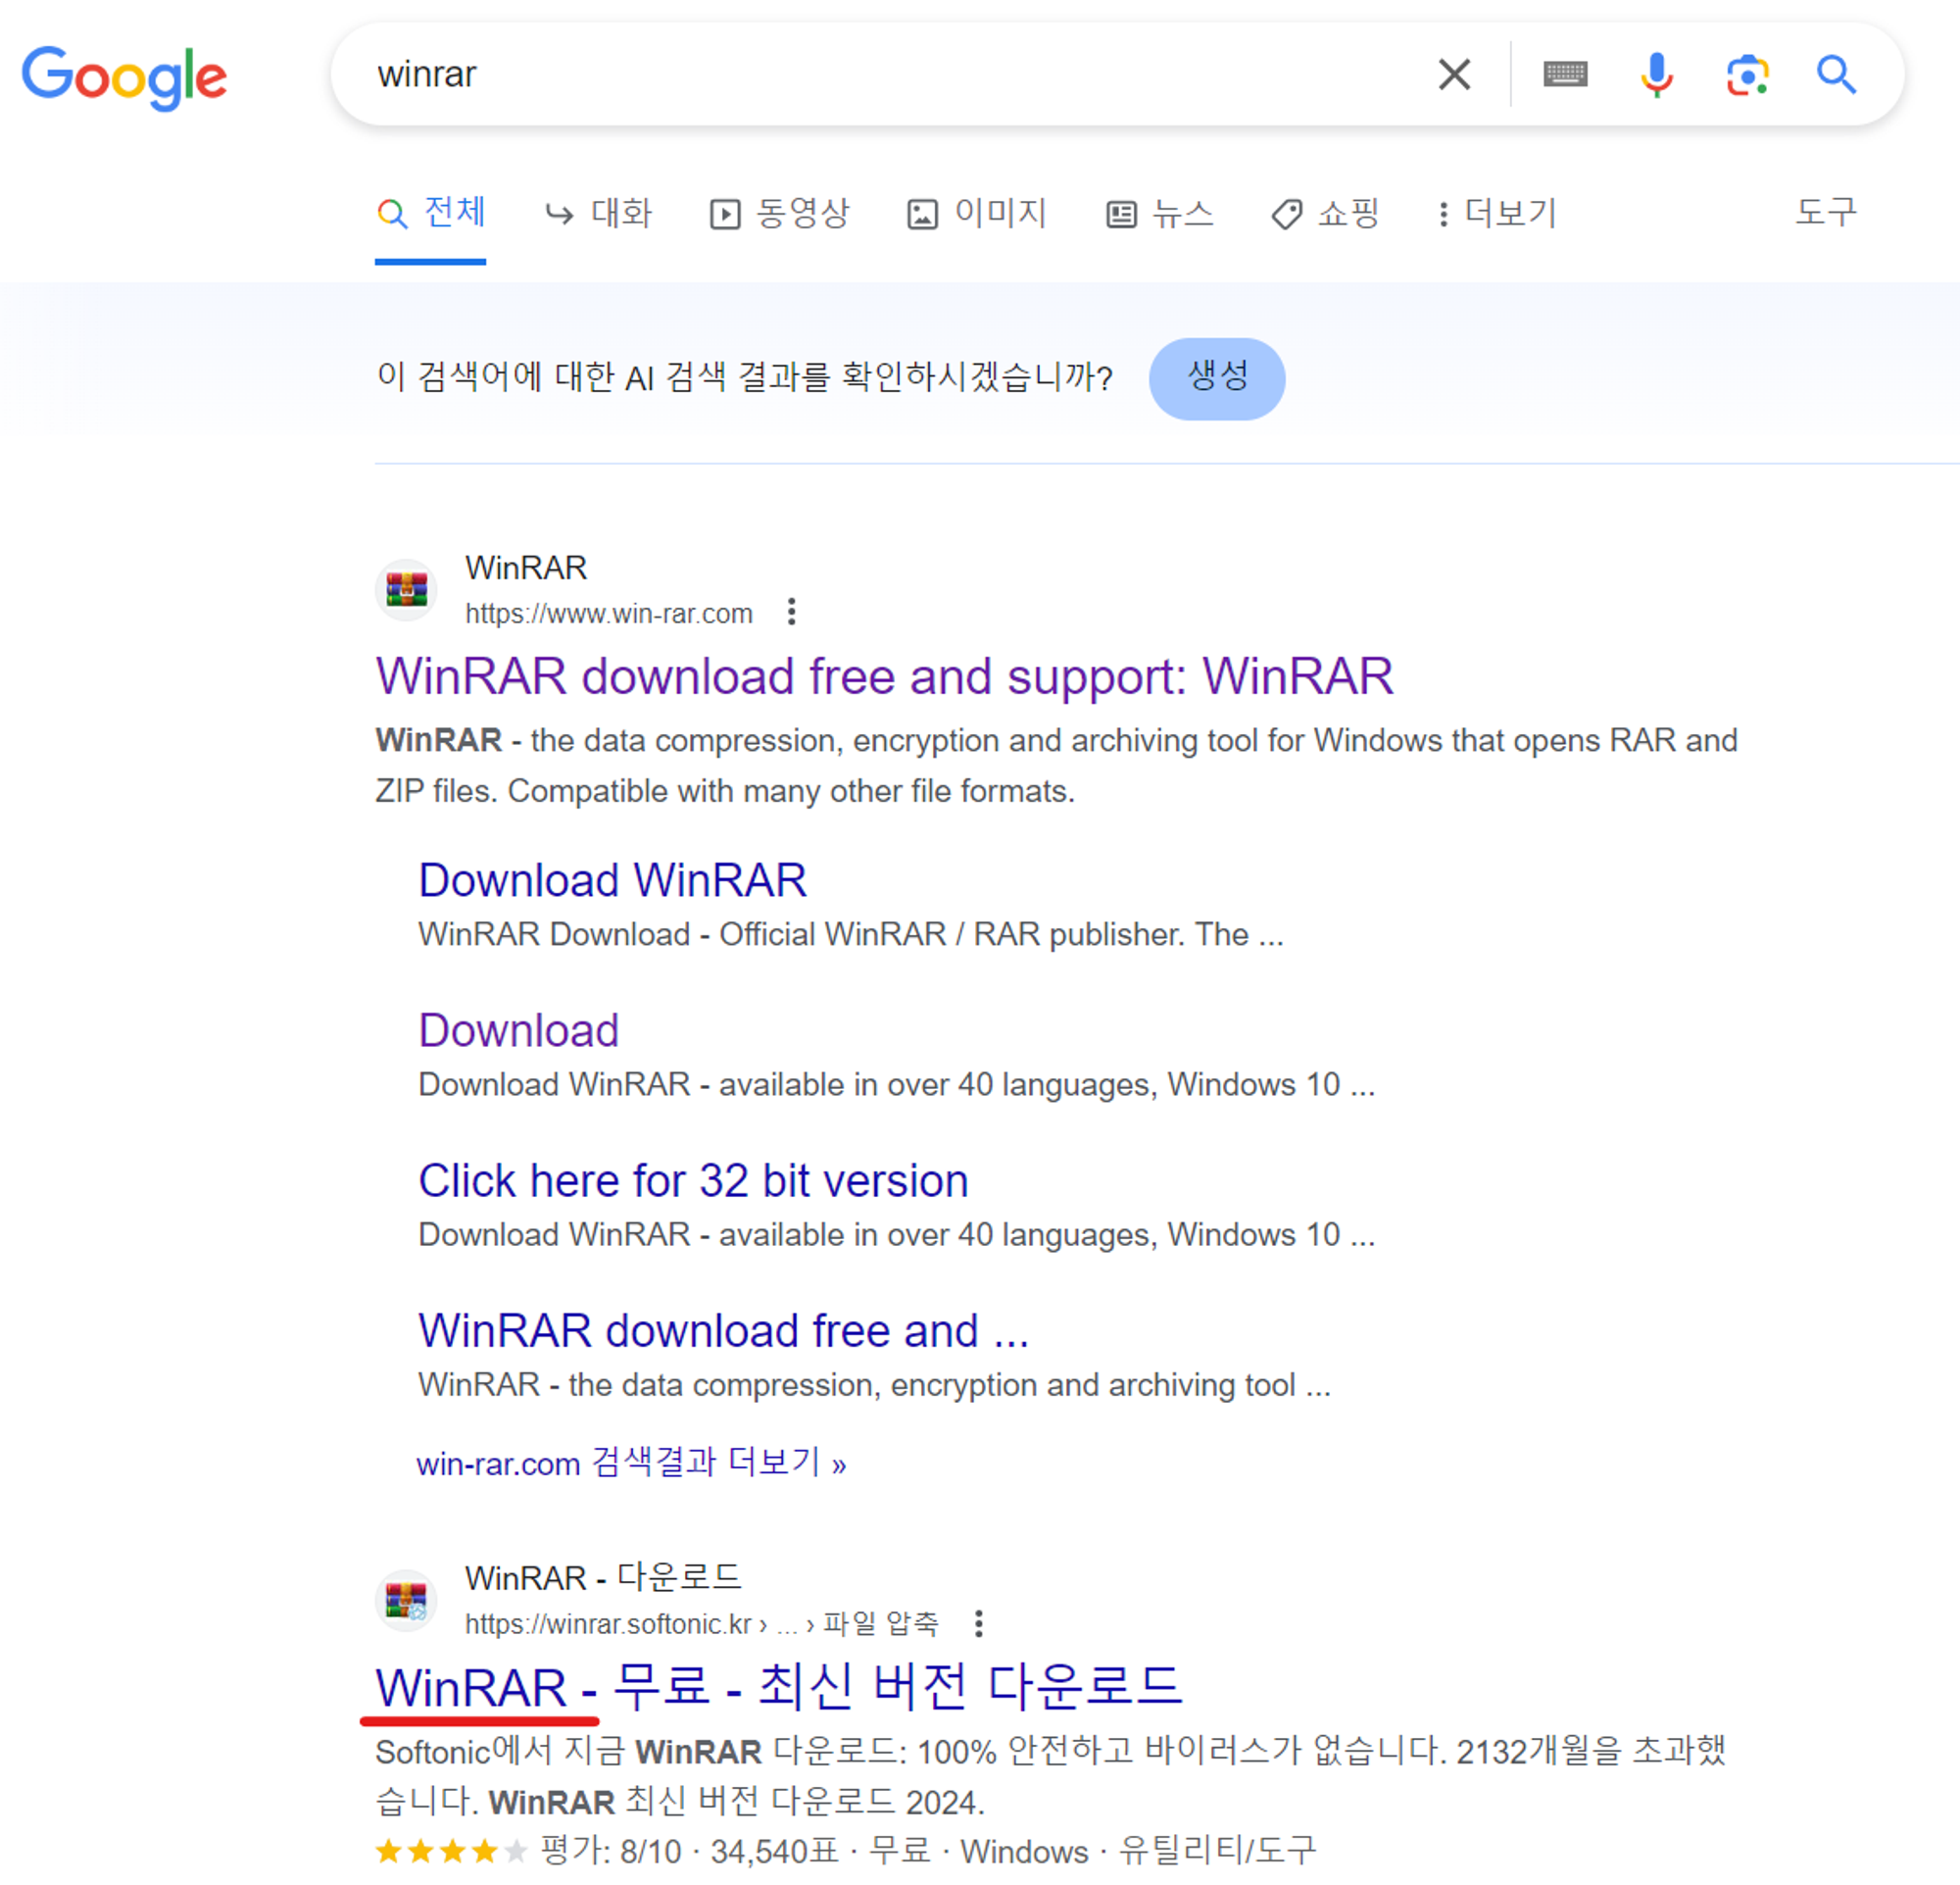 Google
winrar
전체 대화 동영상 이미지 뉴스 쇼핑 더보기 도구
이 검색어에 대한 AI 검색 결과를 확인하시겠습니까? 생성
WinRAR
https://www.win-rar.com
WinRAR download free and support: WinRAR
WinRAR - the data compression, encryption and archiving tool for Windows that opens RAR and
ZIP files. Compatible with many other file formats.
Download WinRAR
WinRAR Download - Official WinRAR / RAR publisher. The ...
Download
Download WinRAR - available in over 40 languages, Windows 10 ...
Click here for 32 bit version
Download WinRAR - available in over 40 languages, Windows 10 ...
WinRAR download free and ...
WinRAR - the data compression, encryption and archiving tool ...
win-rar.com 검색결과 더보기 »
WinRAR - 다운로드
https://winrar.softonic.kr › ... › 파일 압축
WinRAR - 무료 - 최신 버전 다운로드
Softonic에서 지금 WinRAR 다운로드: 100% 안전하고 바이러스가 없습니다. 2132개월을 초과했
습니다. WinRAR 최신 버전 다운로드 2024.
평가: 8/10 · 34,540표 · 무료 · Windows · 유틸리티/도구